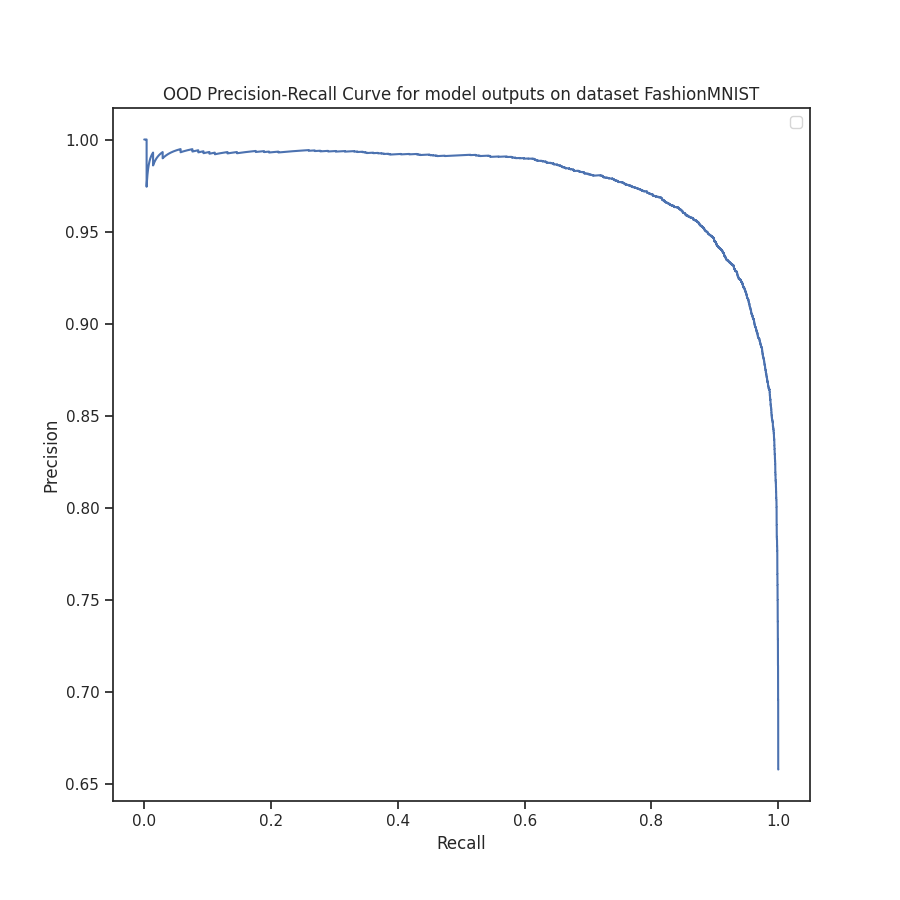 OOD Precision-Recall Curve for model outputs on dataset FashionMNIST
1.00
0.95
0.90
0.85
0.80
0.75
0.70
0.65
Precision
0.0 0.2 0.4 0.6 0.8 1.0
Recall